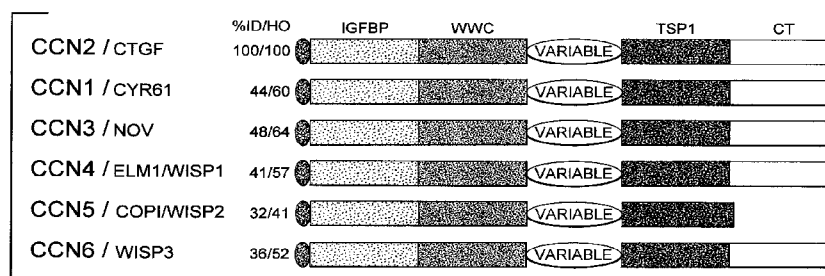 %ID/HO IGFBP WWC TSP1 CT
CCN2 / CTGF 100/100 VARIABLE
CCN1 / CYR61 44/60 VARIABLE
CCN3 / NOV 48/64 VARIABLE
CCN4 / ELM1/WISP1 41/57 VARIABLE
CCN5 / COPI/WISP2 32/41 VARIABLE
CCN6 / WISP3 36/52 VARIABLE